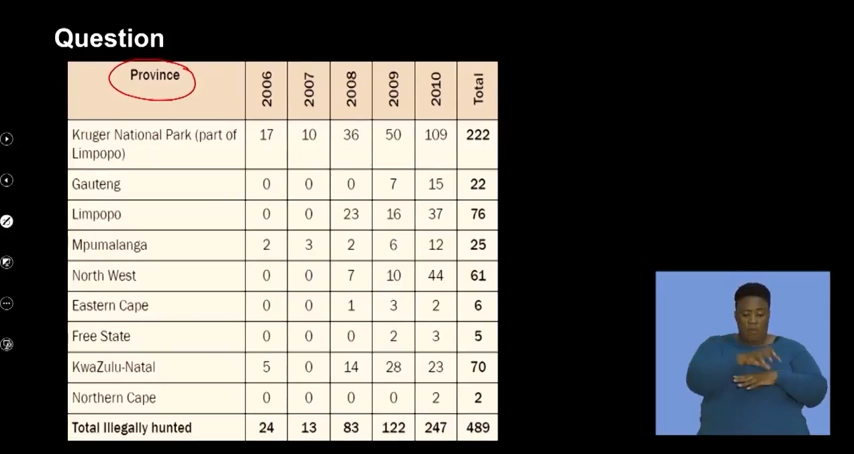 Question
Province 2006 2007 2008 2009 2010 Total
Kruger National Park (part of Limpopo) 17 10 36 50 109 222
Gauteng 0 0 0 7 15 22
Limpopo 0 0 23 16 37 76
Mpumalanga 2 3 2 6 12 25
North West 0 0 7 10 44 61
Eastern Cape 0 0 1 3 2 6
Free State 0 0 0 2 3 5
KwaZulu-Natal 5 0 14 28 23 70
Northern Cape 0 0 0 0 2 2
Total Illegally hunted 24 13 83 122 247 489